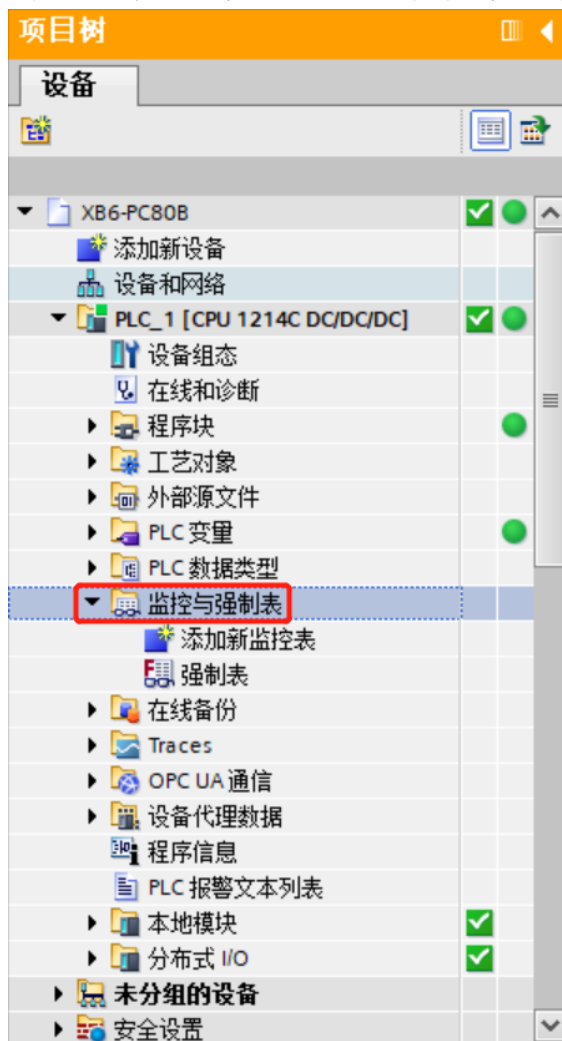 项目树
设备
XB6-PC80B
添加新设备
设备和网络
PLC_1 [CPU 1214C DC/DC/DC]
设备组态
在线和诊断
程序块
工艺对象
外部源文件
PLC 变量
PLC 数据类型
监控与强制表
添加新监控表
强制表
在线备份
Traces
OPC UA 通信
设备代理数据
程序信息
PLC 报警文本列表
本地模块
分布式 I/O
未分组的设备
安全设置